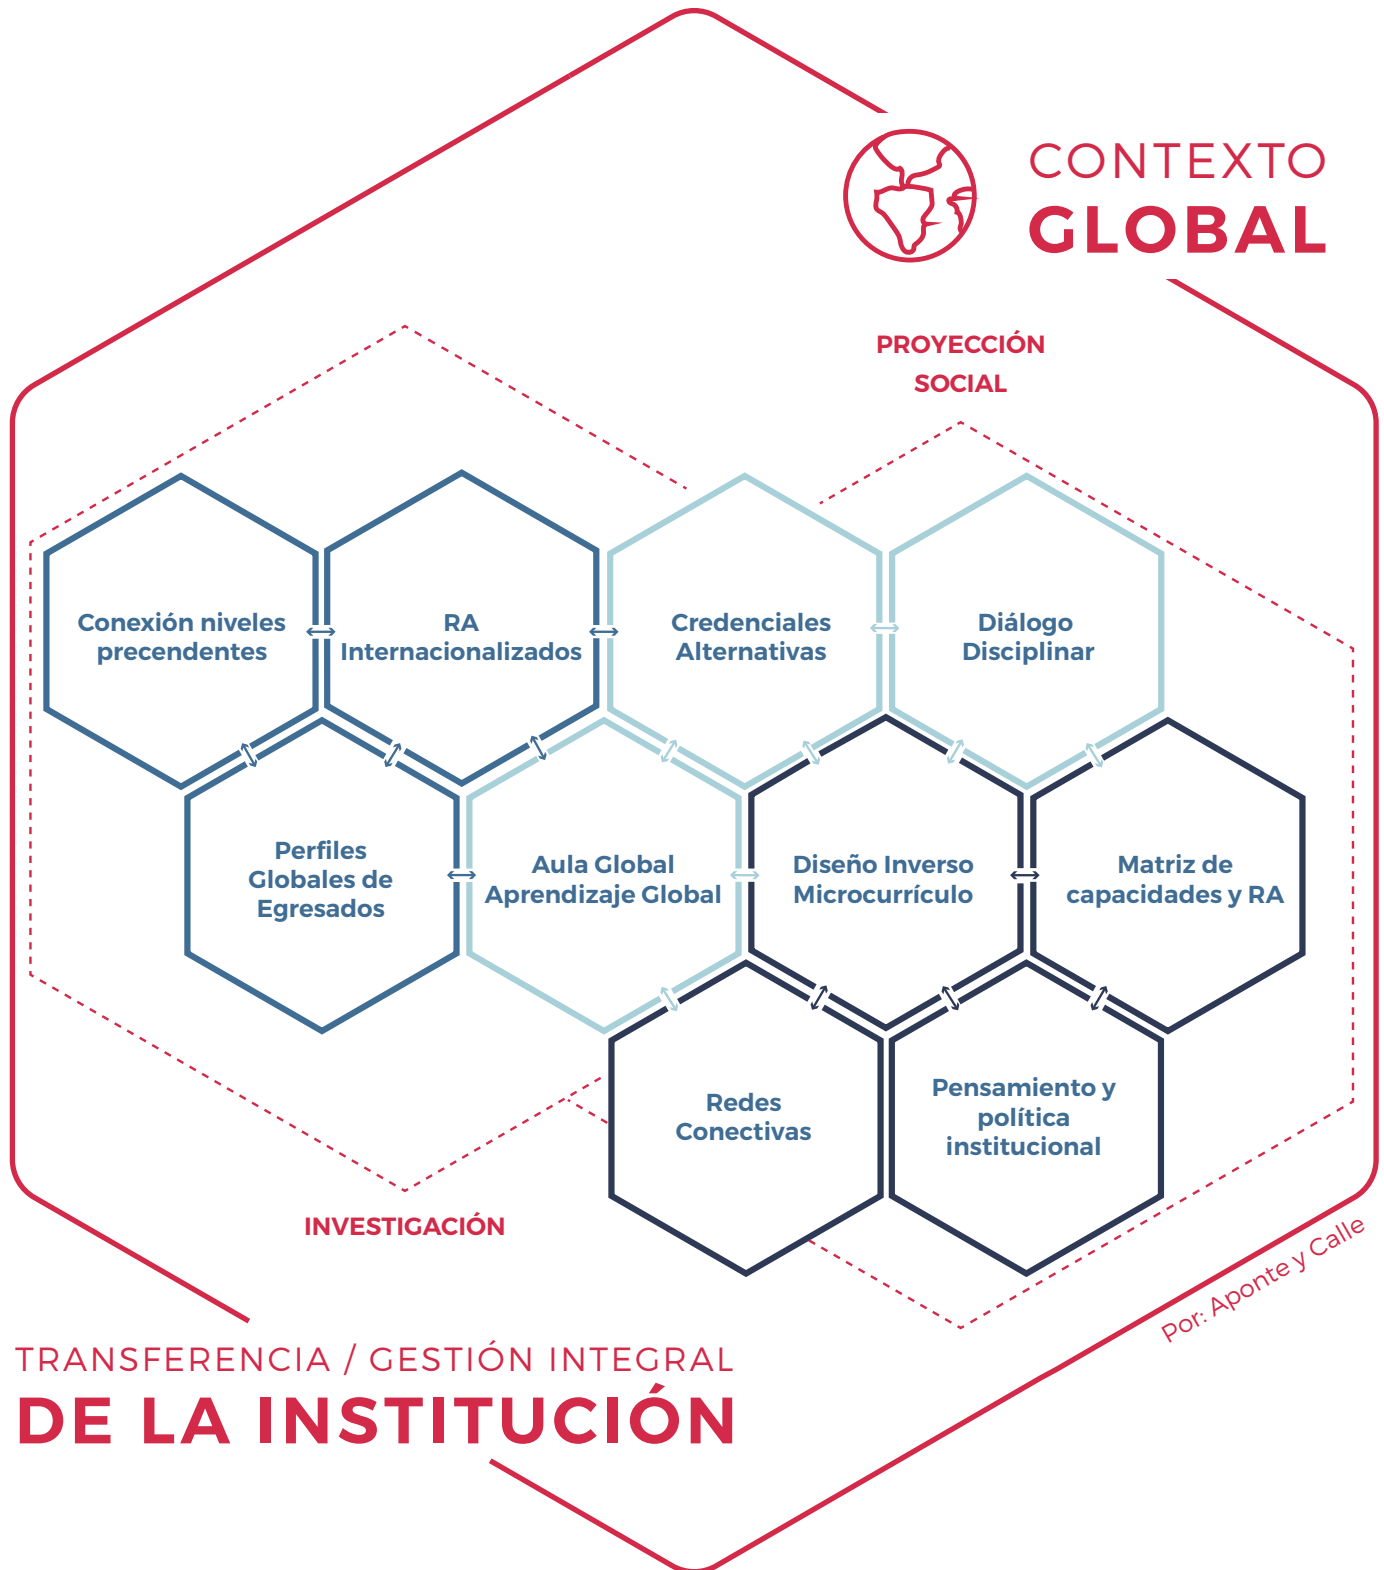 CONTEXTO
GLOBAL
PROYECCIÓN
SOCIAL
Conexión niveles
precendentes
RA
Internacionalizados
Credenciales
Alternativas
Diálogo
Disciplinar
Perfiles
Globales de
Egresados
Aula Global
Aprendizaje Global
Diseño Inverso
Microcurrículo
Matriz de
capacidades y RA
Redes
Conectivas
Pensamiento y
política
institucional
INVESTIGACIÓN
Por: Aponte y Calle
TRANSFERENCIA / GESTIÓN INTEGRAL
DE LA INSTITUCIÓN